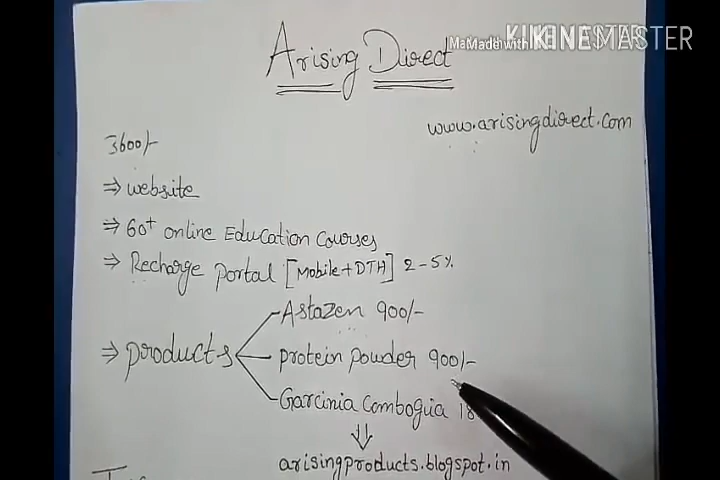 Arising Direct
Made with KINEMASTER
www.arisingdirect.com
3600/-
⇒ website
⇒ 60+ online Education Courses
⇒ Recharge portal [Mobile+DTH] 2-5%
⇒ products
Astazen 900/-
protein powder 900/-
Garcinia Combogia 18
arisingproducts.blogspot.in